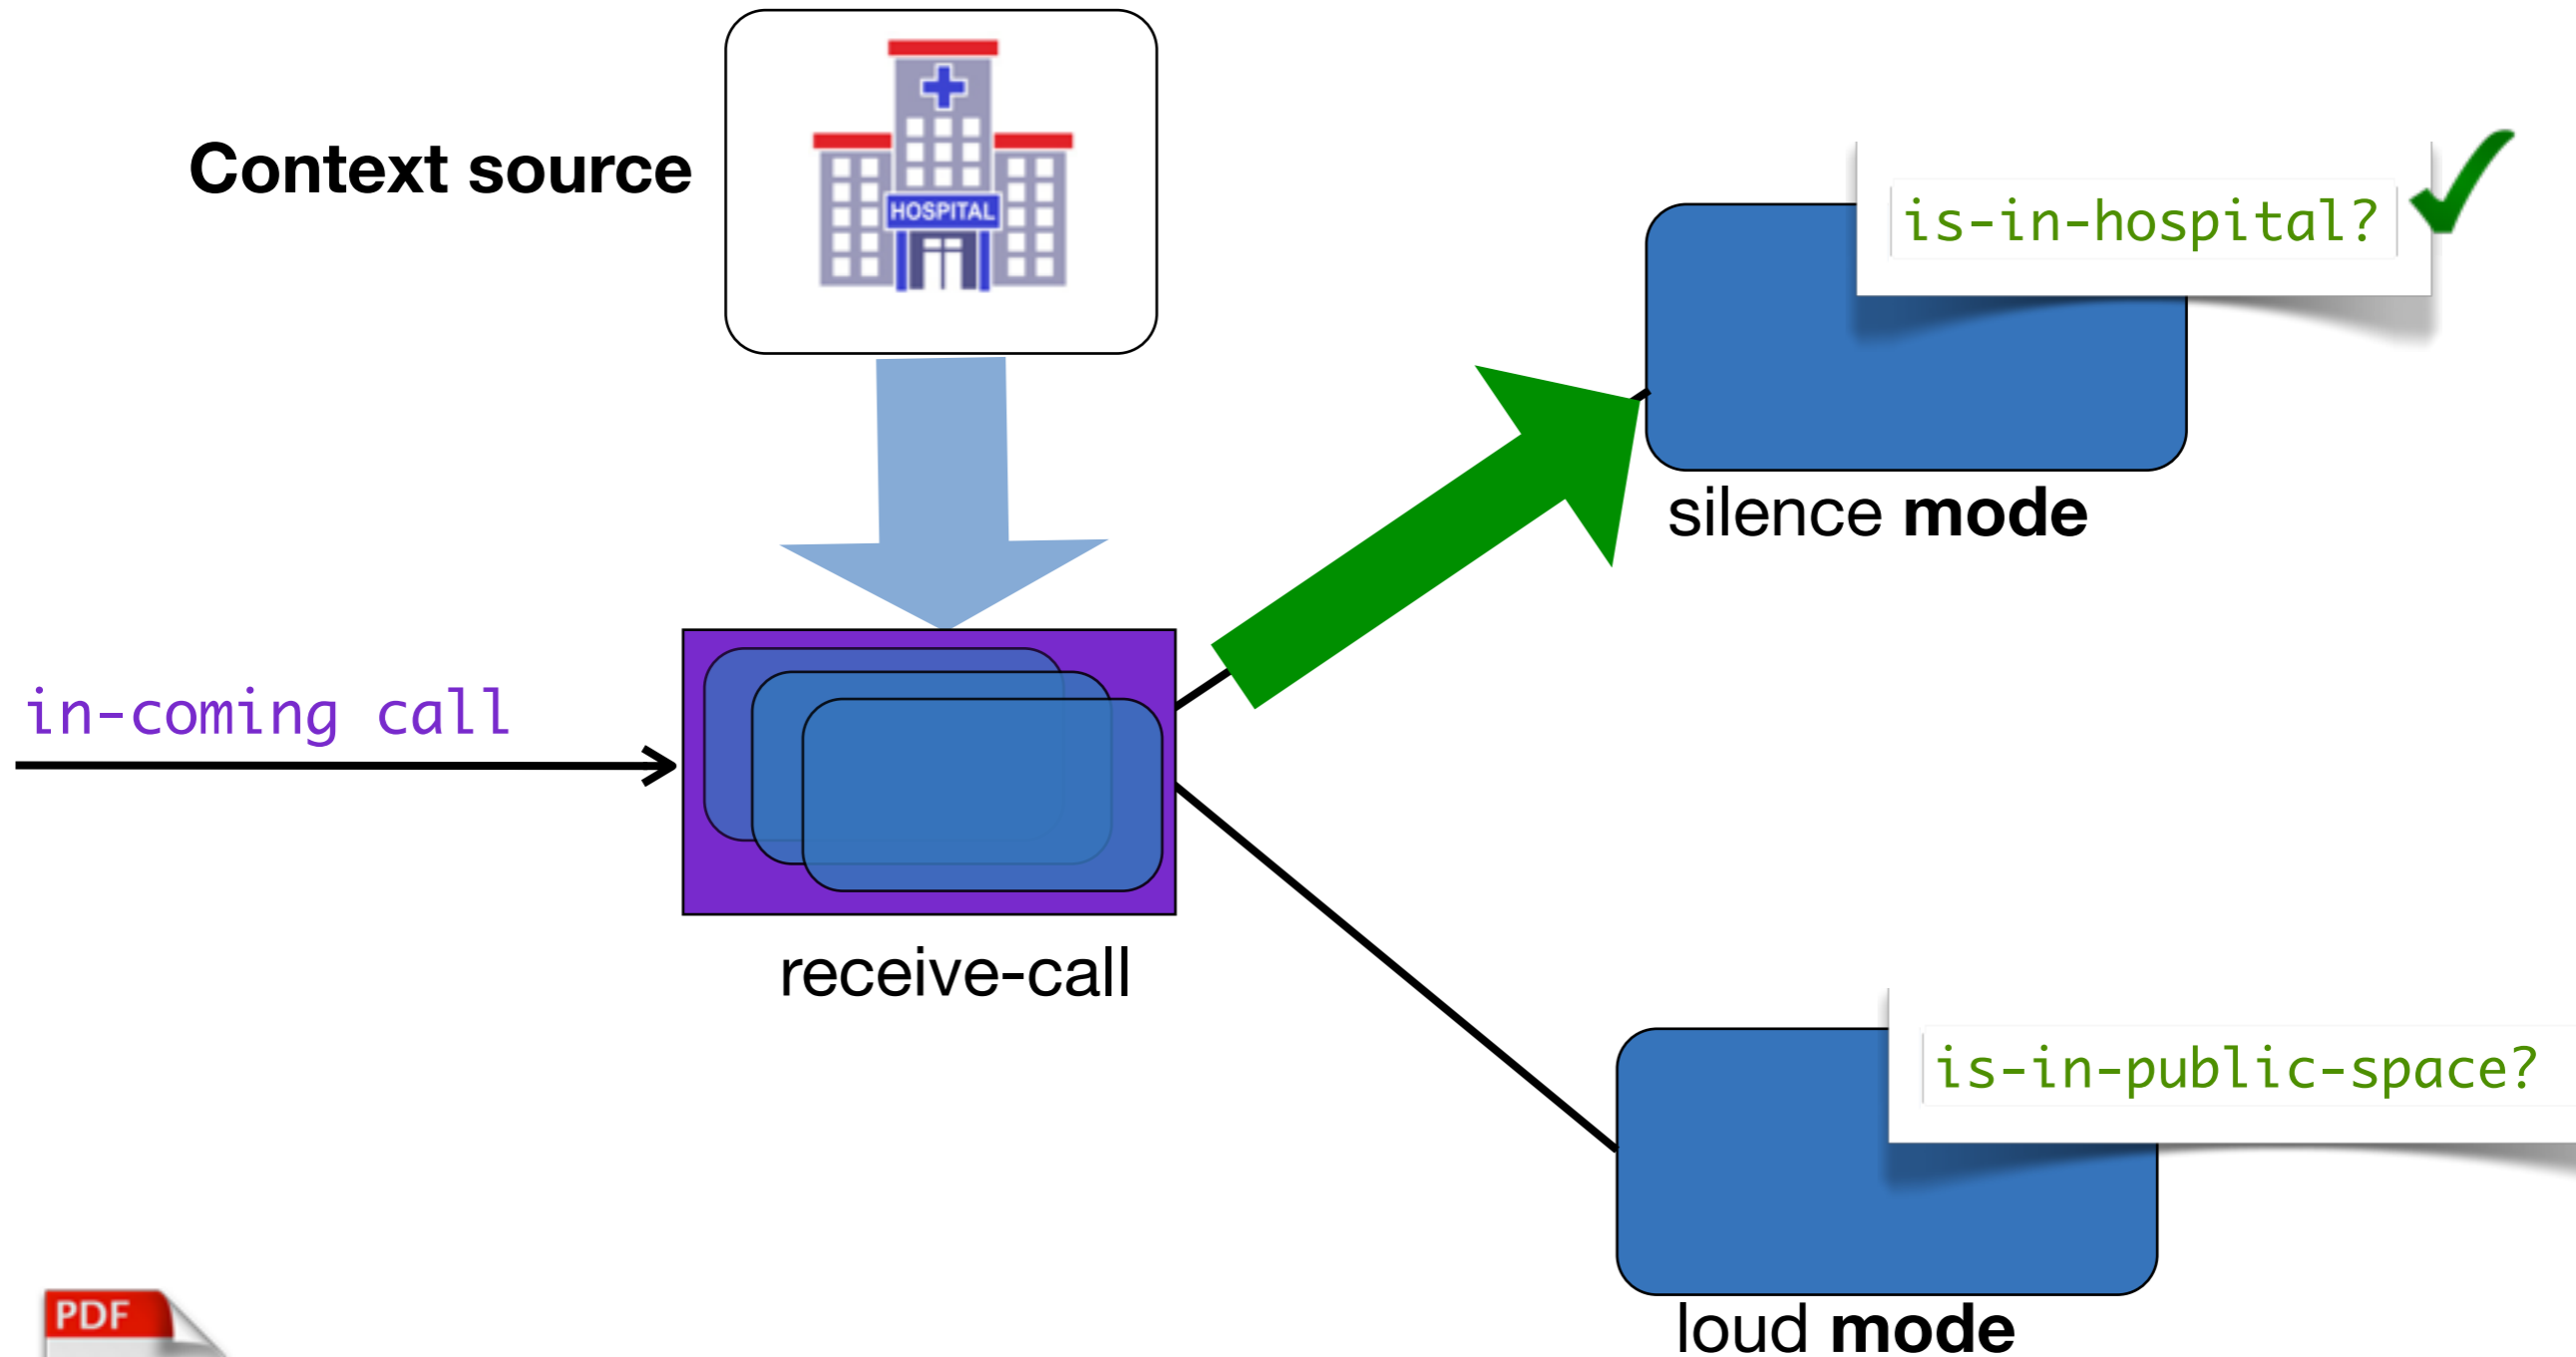 Context source
HOSPITAL
is-in-hospital?
silence mode
in-coming call
receive-call
is-in-public-space?
loud mode
PDF